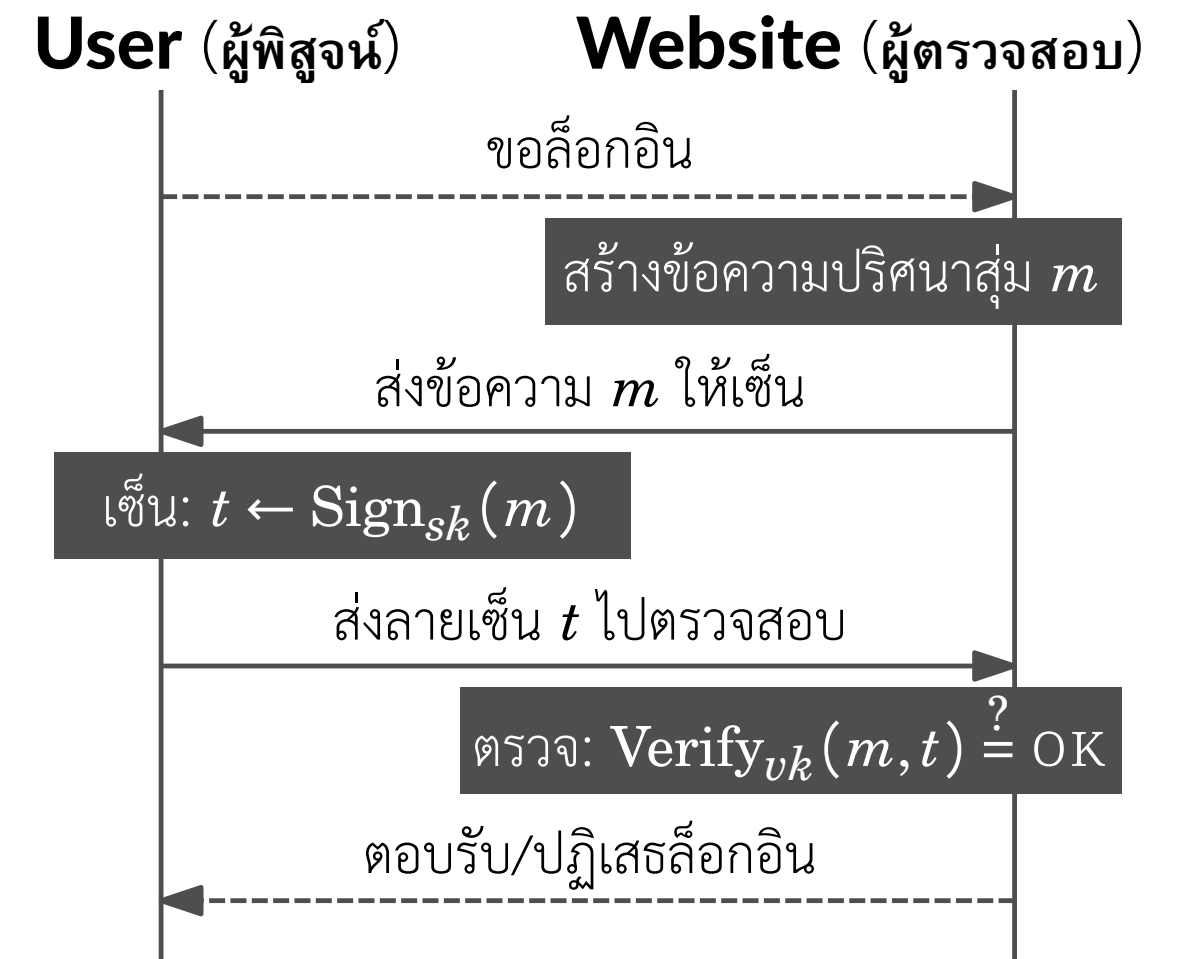 User (ผู้พิสูจน์) Website (ผู้ตรวจสอบ)
ขอล็อกอิน
สร้างข้อความปริศนาสุ่ม m
ส่งข้อความ m ให้เซ็น
เซ็น: t ← Sign_sk(m)
ส่งลายเซ็น t ไปตรวจสอบ
ตรวจ: Verify_vk(m, t) ≟ OK
ตอบรับ/ปฏิเสธล็อกอิน